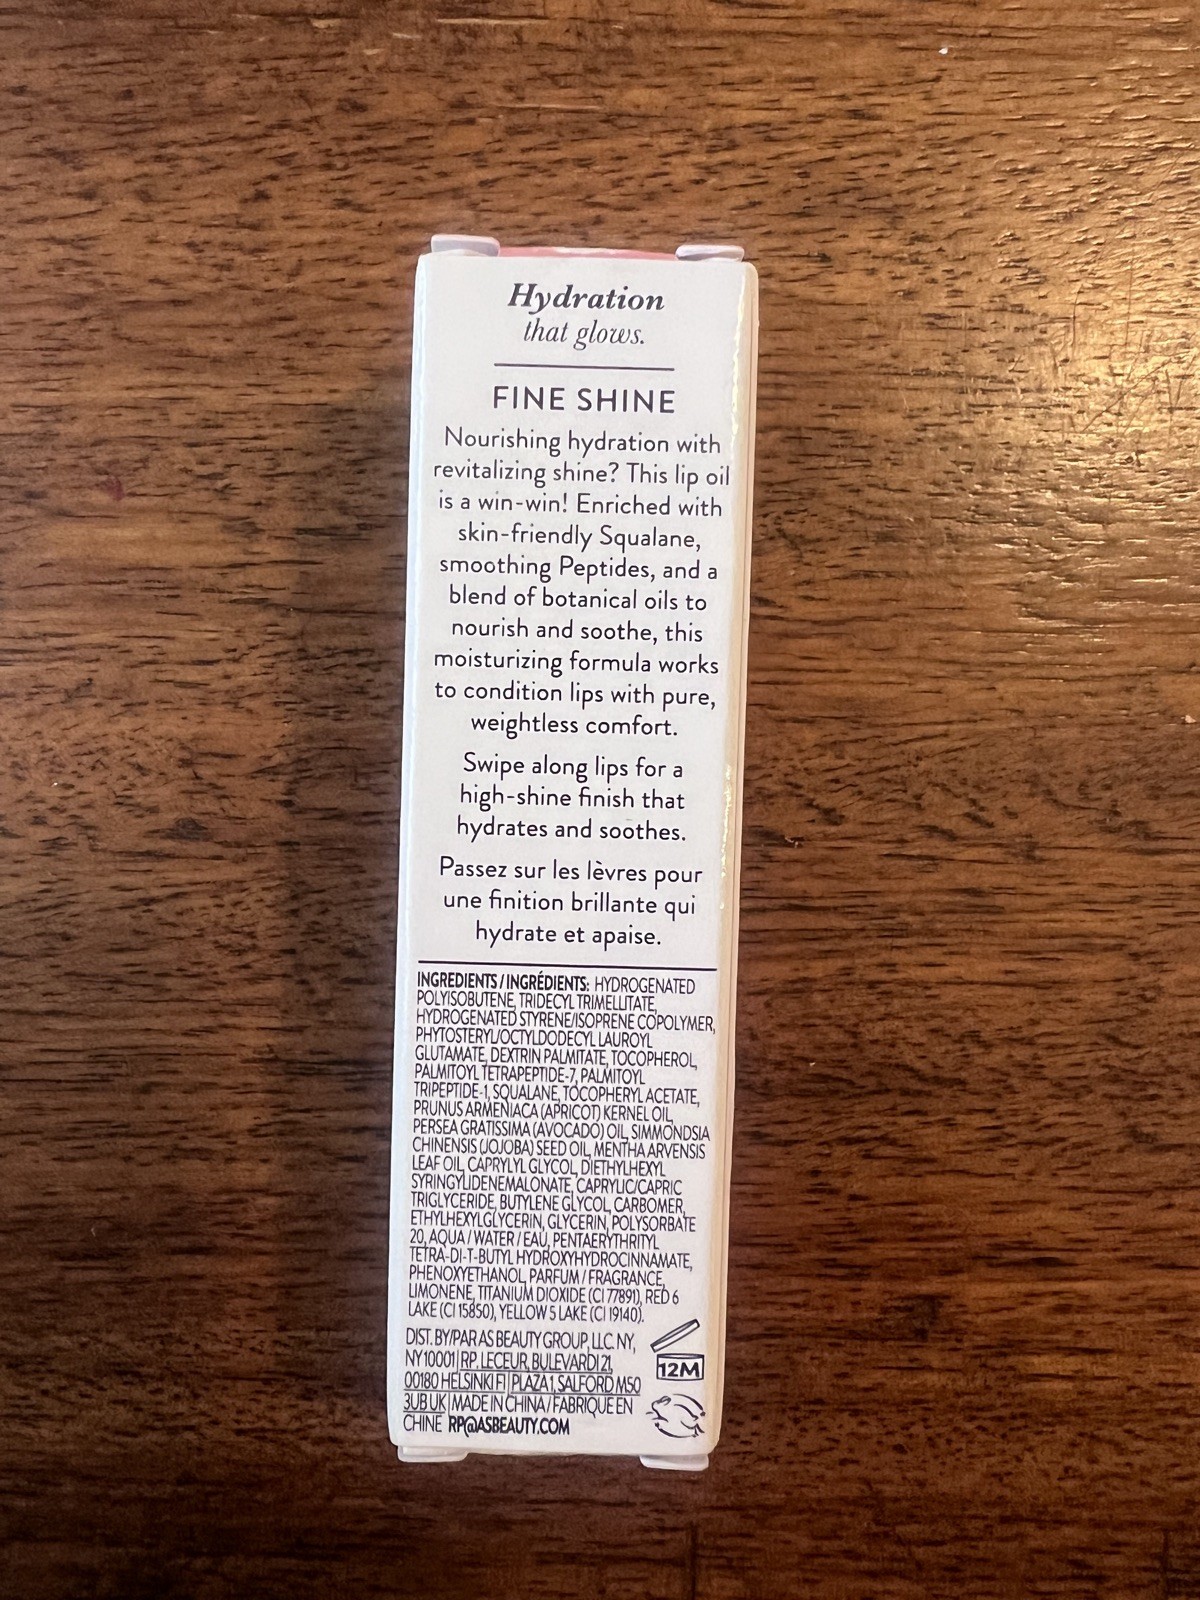 Hydration
that glows.
FINE SHINE
Nourishing hydration with
revitalizing shine? This lip oil
is a win-win! Enriched with
skin-friendly Squalane,
smoothing Peptides, and a
blend of botanical oils to
nourish and soothe, this
moisturizing formula works
to condition lips with pure,
weightless comfort.
Swipe along lips for a
high-shine finish that
hydrates and soothes.
Passez sur les lèvres pour
une finition brillante qui
hydrate et apaise.
INGREDIENTS / INGRÉDIENTS: HYDROGENATED
POLYISOBUTENE, TRIDECYL TRIMELLITATE,
HYDROGENATED STYRENE/ISOPRENE COPOLYMER,
PHYTOSTERYL/OCTYLDODECYL LAUROYL
GLUTAMATE, DEXTRIN PALMITATE, TOCOPHEROL,
PALMITOYL TETRAPEPTIDE-7, PALMITOYL
TRIPEPTIDE-1, SQUALANE, TOCOPHERYL ACETATE,
PRUNUS ARMENIACA (APRICOT) KERNEL OIL,
PERSEA GRATISSIMA (AVOCADO) OIL, SIMMONDSIA
CHINENSIS (JOJOBA) SEED OIL, MENTHA ARVENSIS
LEAF OIL, CAPRYLYL GLYCOL, DIETHYLHEXYL
SYRINGYLIDENEMALONATE, CAPRYLIC/CAPRIC
TRIGLYCERIDE, BUTYLENE GLYCOL, CARBOMER,
ETHYLHEXYLGLYCERIN, GLYCERIN, POLYSORBATE
20, AQUA / WATER / EAU, PENTAERYTHRITYL
TETRA-DI-T-BUTYL HYDROXYHYDROCINNAMATE,
PHENOXYETHANOL, PARFUM / FRAGRANCE,
LIMONENE, TITANIUM DIOXIDE (CI 77891), RED 6
LAKE (CI 15850), YELLOW 5 LAKE (CI 19140).
DIST. BY/PAR AS BEAUTY GROUP, LLC. NY,
NY 10001 | RP. LECEUR, BULEVARDI 21,
00180 HELSINKI FI | PLAZA 1, SALFORD M50
3UB UK | MADE IN CHINA / FABRIQUE EN
CHINE RP@ASBEAUTY.COM
12M